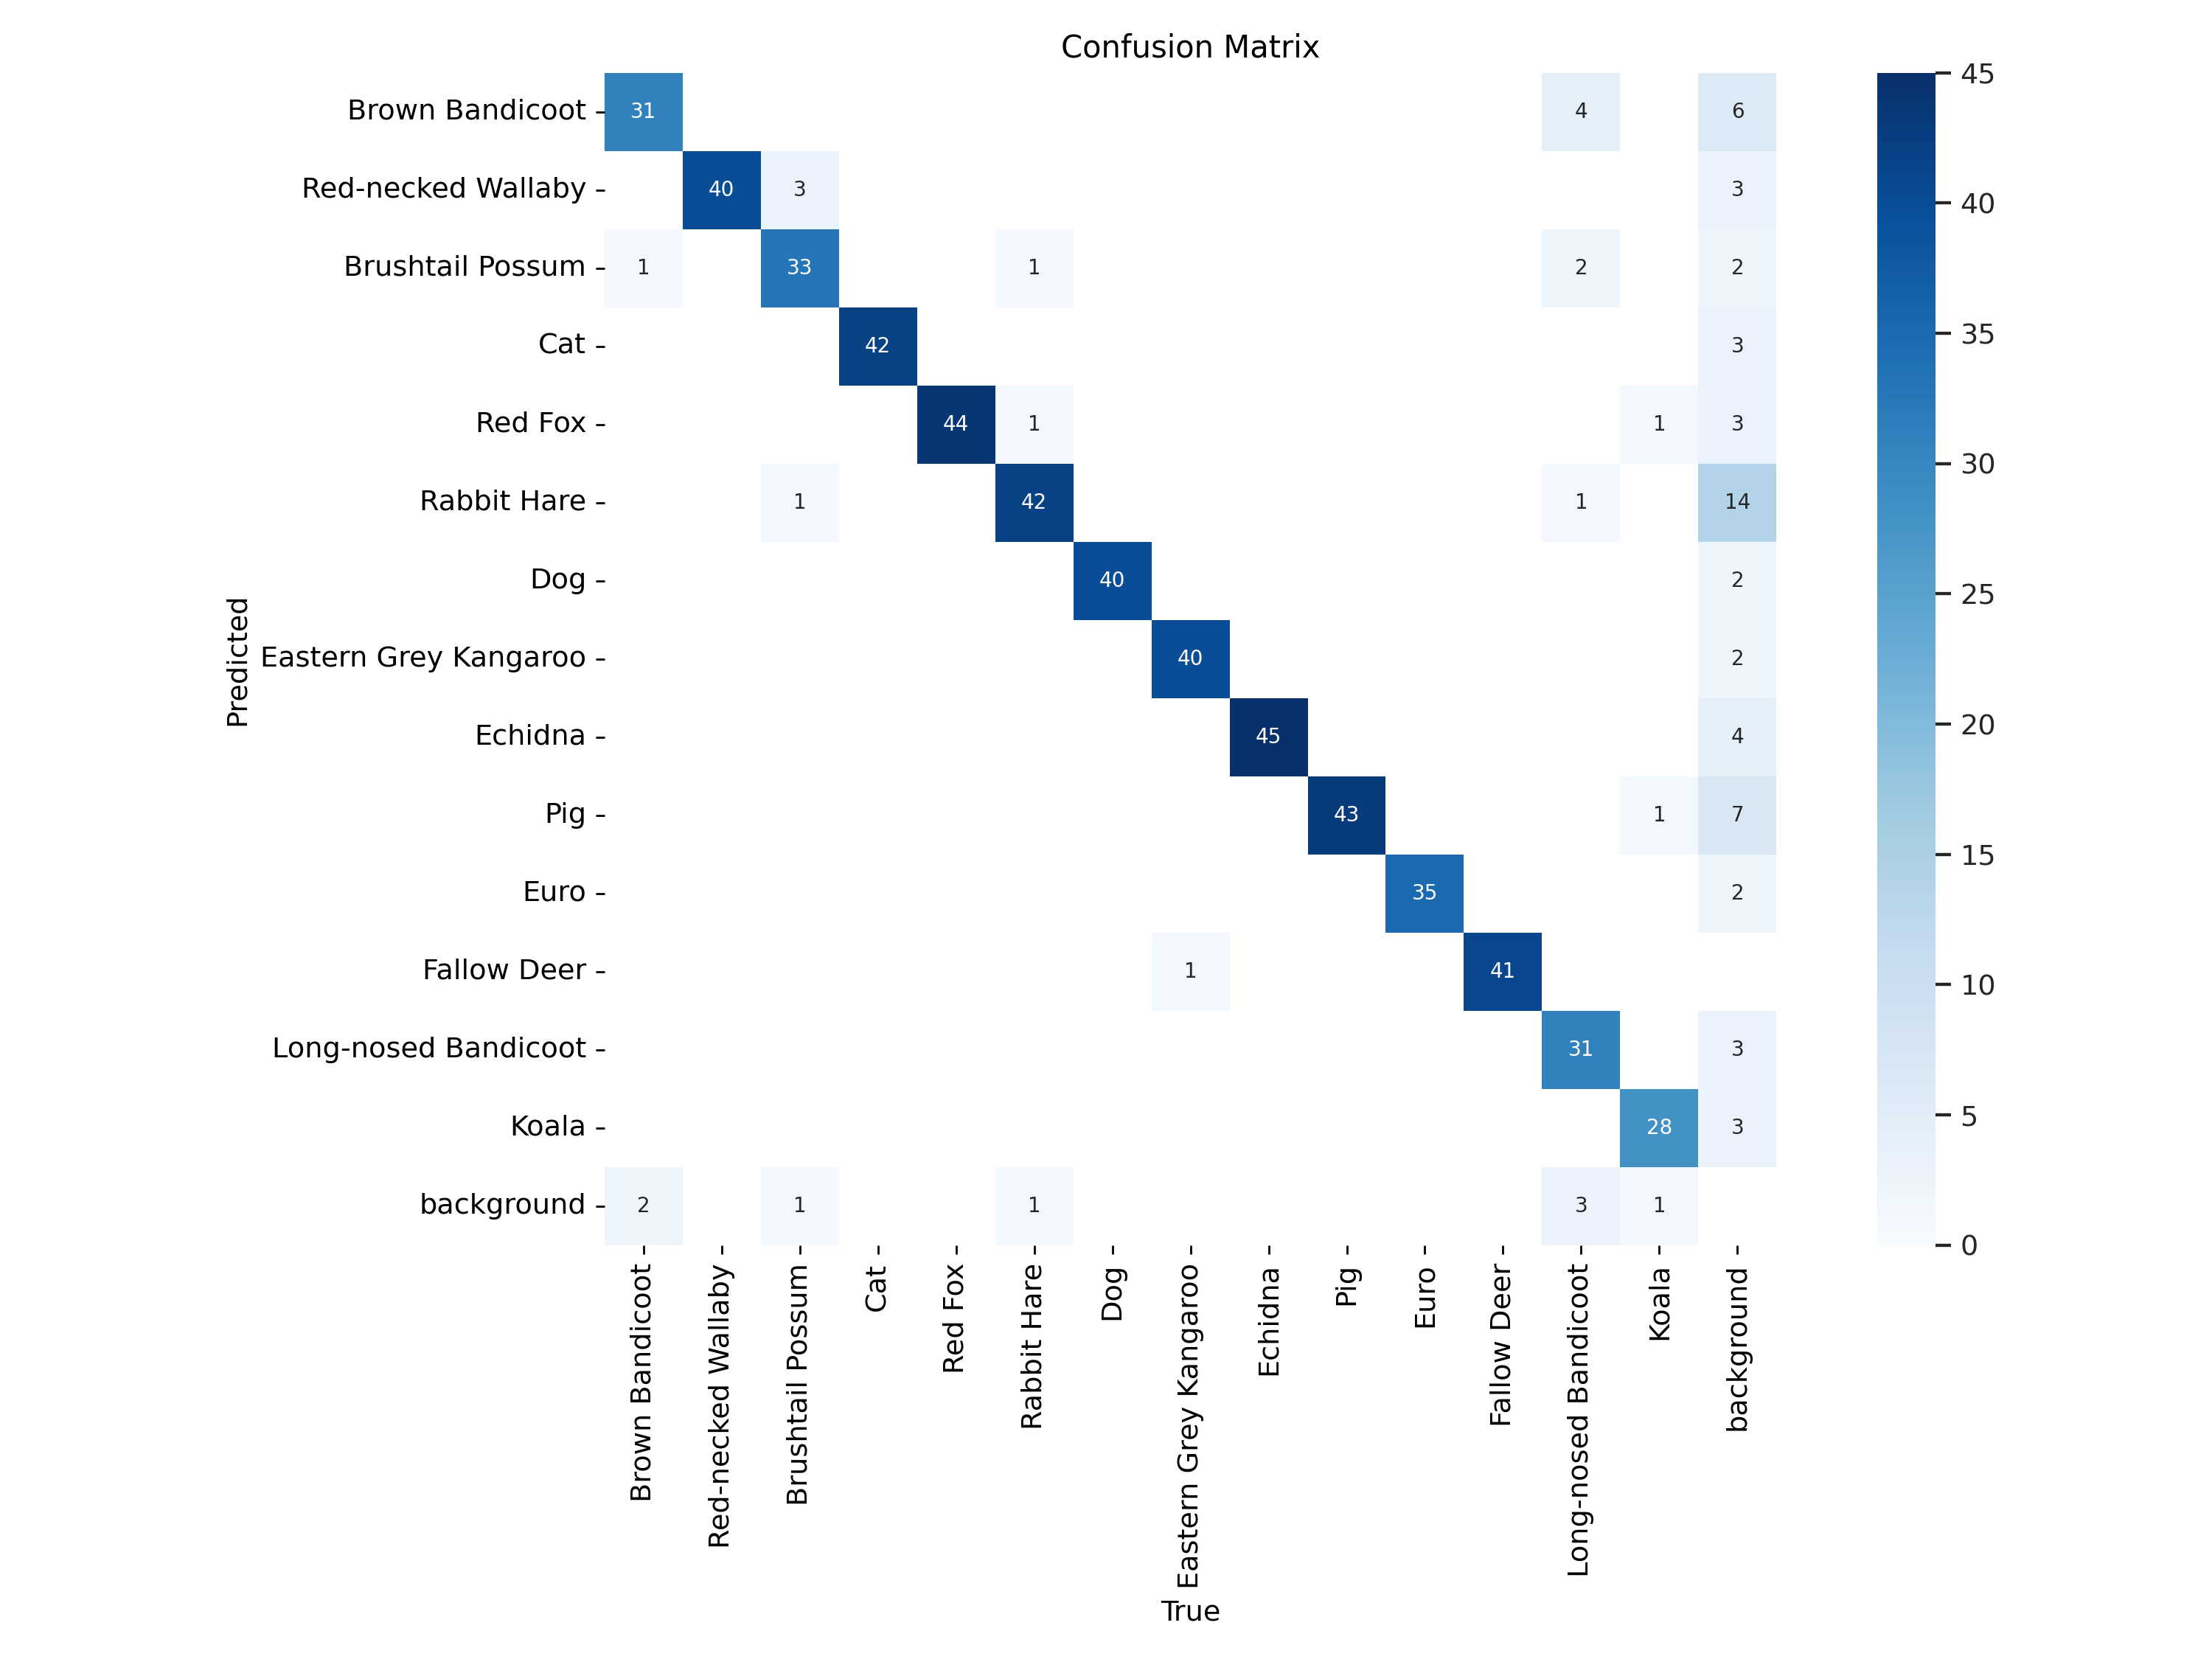 Confusion Matrix
Brown Bandicoot 31 4 6
Red-necked Wallaby 40 3 3
Brushtail Possum 1 33 1 2 2
Cat 42 3
Red Fox 44 1 1 3
Rabbit Hare 1 42 1 14
Dog 40 2
Eastern Grey Kangaroo 40 2
Echidna 45 4
Pig 43 1 7
Euro 35 2
Fallow Deer 1 41
Long-nosed Bandicoot 31 3
Koala 28 3
background 2 1 1 3 1
Predicted
Brown Bandicoot
Red-necked Wallaby
Brushtail Possum
Cat
Red Fox
Rabbit Hare
Dog
Eastern Grey Kangaroo
Echidna
Pig
Euro
Fallow Deer
Long-nosed Bandicoot
Koala
background
True
45
40
35
30
25
20
15
10
5
0